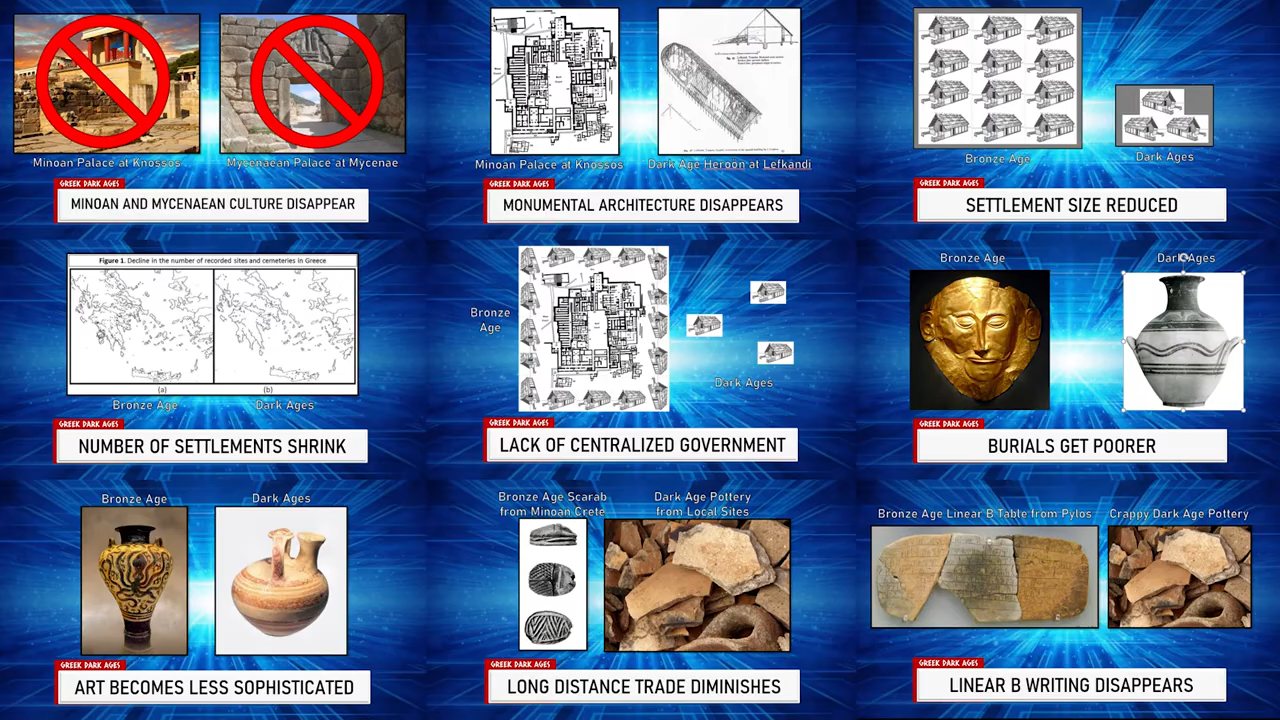 Minoan Palace at Knossos
Mycenaean Palace at Mycenae
GREEK DARK AGES
MINOAN AND MYCENAEAN CULTURE DISAPPEAR
Minoan Palace at Knossos
Dark Age Heroon at Lefkandi
GREEK DARK AGES
MONUMENTAL ARCHITECTURE DISAPPEARS
Bronze Age
Dark Ages
GREEK DARK AGES
SETTLEMENT SIZE REDUCED
Figure 1. Decline in the number of recorded sites and cemeteries in Greece
(a)
(b)
Bronze Age
Dark Ages
GREEK DARK AGES
NUMBER OF SETTLEMENTS SHRINK
Bronze
Age
Dark Ages
GREEK DARK AGES
LACK OF CENTRALIZED GOVERNMENT
Bronze Age
Dark Ages
GREEK DARK AGES
BURIALS GET POORER
Bronze Age
Dark Ages
GREEK DARK AGES
ART BECOMES LESS SOPHISTICATED
Bronze Age Scarab
from Minoan Crete
Dark Age Pottery
from Local Sites
GREEK DARK AGES
LONG DISTANCE TRADE DIMINISHES
Bronze Age Linear B Table from Pylos
Crappy Dark Age Pottery
GREEK DARK AGES
LINEAR B WRITING DISAPPEARS